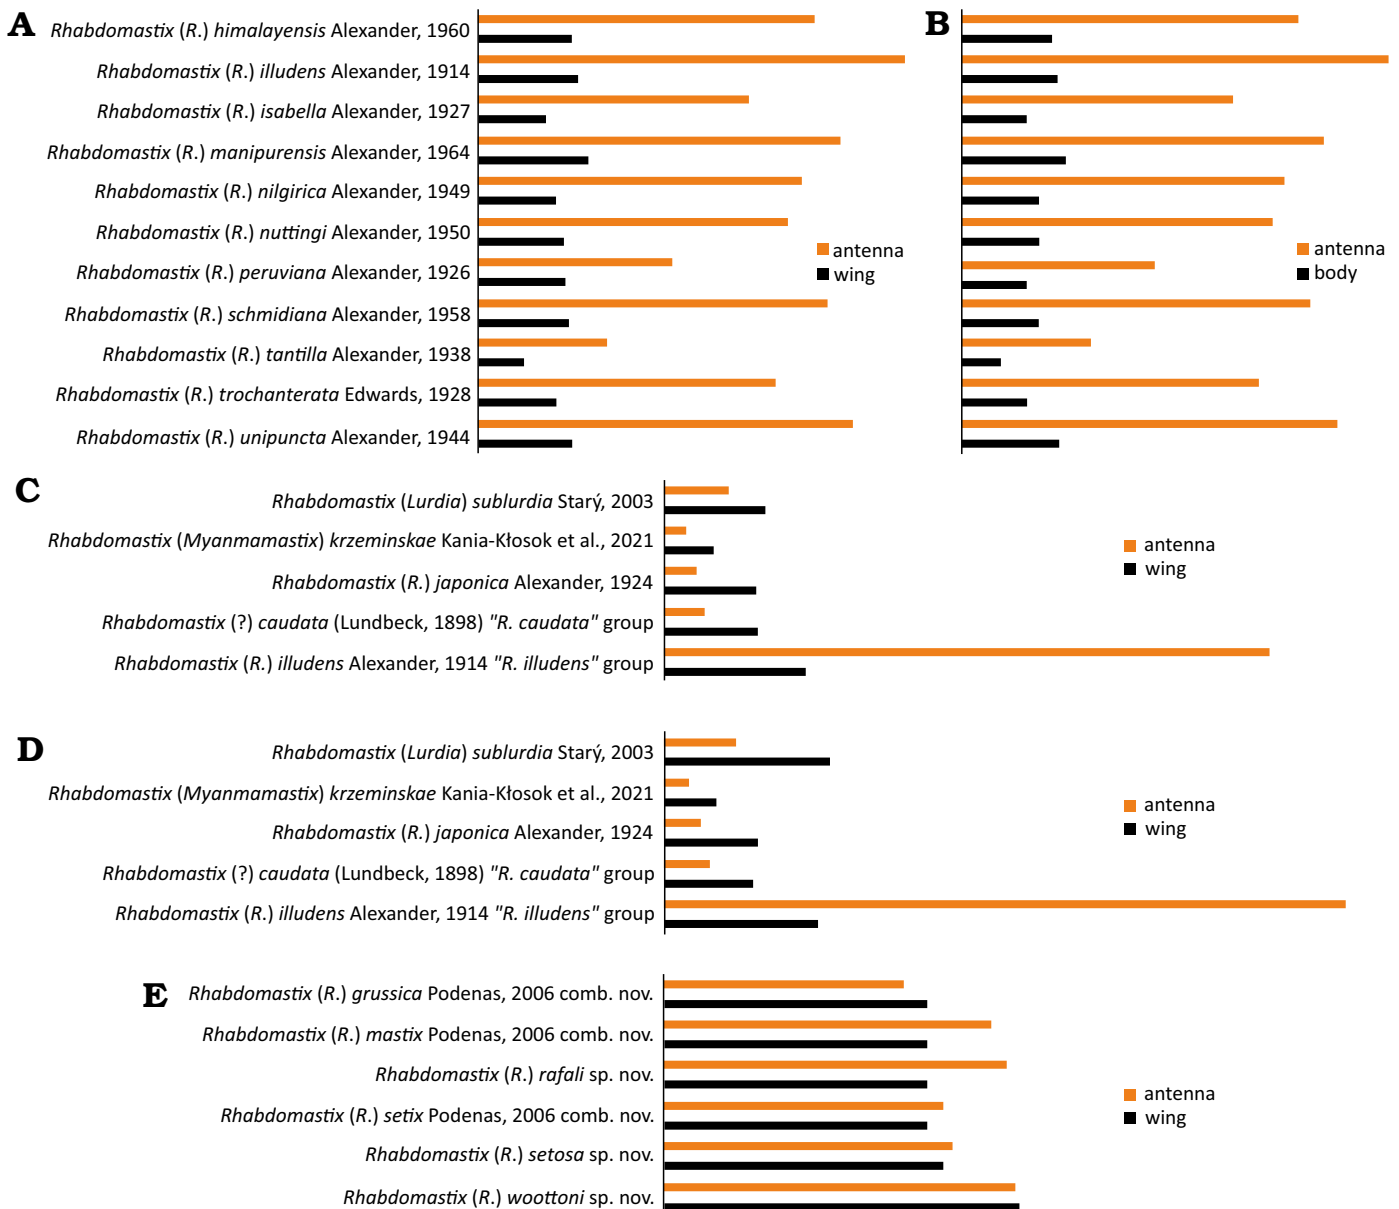 A
B
Rhabdomastix (R.) himalayensis Alexander, 1960
Rhabdomastix (R.) illudens Alexander, 1914
Rhabdomastix (R.) isabella Alexander, 1927
Rhabdomastix (R.) manipurensis Alexander, 1964
Rhabdomastix (R.) nilgirica Alexander, 1949
Rhabdomastix (R.) nuttingi Alexander, 1950
Rhabdomastix (R.) peruviana Alexander, 1926
Rhabdomastix (R.) schmidiana Alexander, 1958
Rhabdomastix (R.) tantilla Alexander, 1938
Rhabdomastix (R.) trochanterata Edwards, 1928
Rhabdomastix (R.) unipuncta Alexander, 1944
antenna
wing
antenna
body
C
Rhabdomastix (Lurdia) sublurdia Starý, 2003
Rhabdomastix (Myanmamastix) krzeminskae Kania-Kłosok et al., 2021
Rhabdomastix (R.) japonica Alexander, 1924
Rhabdomastix (?) caudata (Lundbeck, 1898) "R. caudata" group
Rhabdomastix (R.) illudens Alexander, 1914 "R. illudens" group
antenna
wing
D
Rhabdomastix (Lurdia) sublurdia Starý, 2003
Rhabdomastix (Myanmamastix) krzeminskae Kania-Kłosok et al., 2021
Rhabdomastix (R.) japonica Alexander, 1924
Rhabdomastix (?) caudata (Lundbeck, 1898) "R. caudata" group
Rhabdomastix (R.) illudens Alexander, 1914 "R. illudens" group
antenna
wing
E
Rhabdomastix (R.) grussica Podenas, 2006 comb. nov.
Rhabdomastix (R.) mastix Podenas, 2006 comb. nov.
Rhabdomastix (R.) rafali sp. nov.
Rhabdomastix (R.) setix Podenas, 2006 comb. nov.
Rhabdomastix (R.) setosa sp. nov.
Rhabdomastix (R.) woottoni sp. nov.
antenna
wing